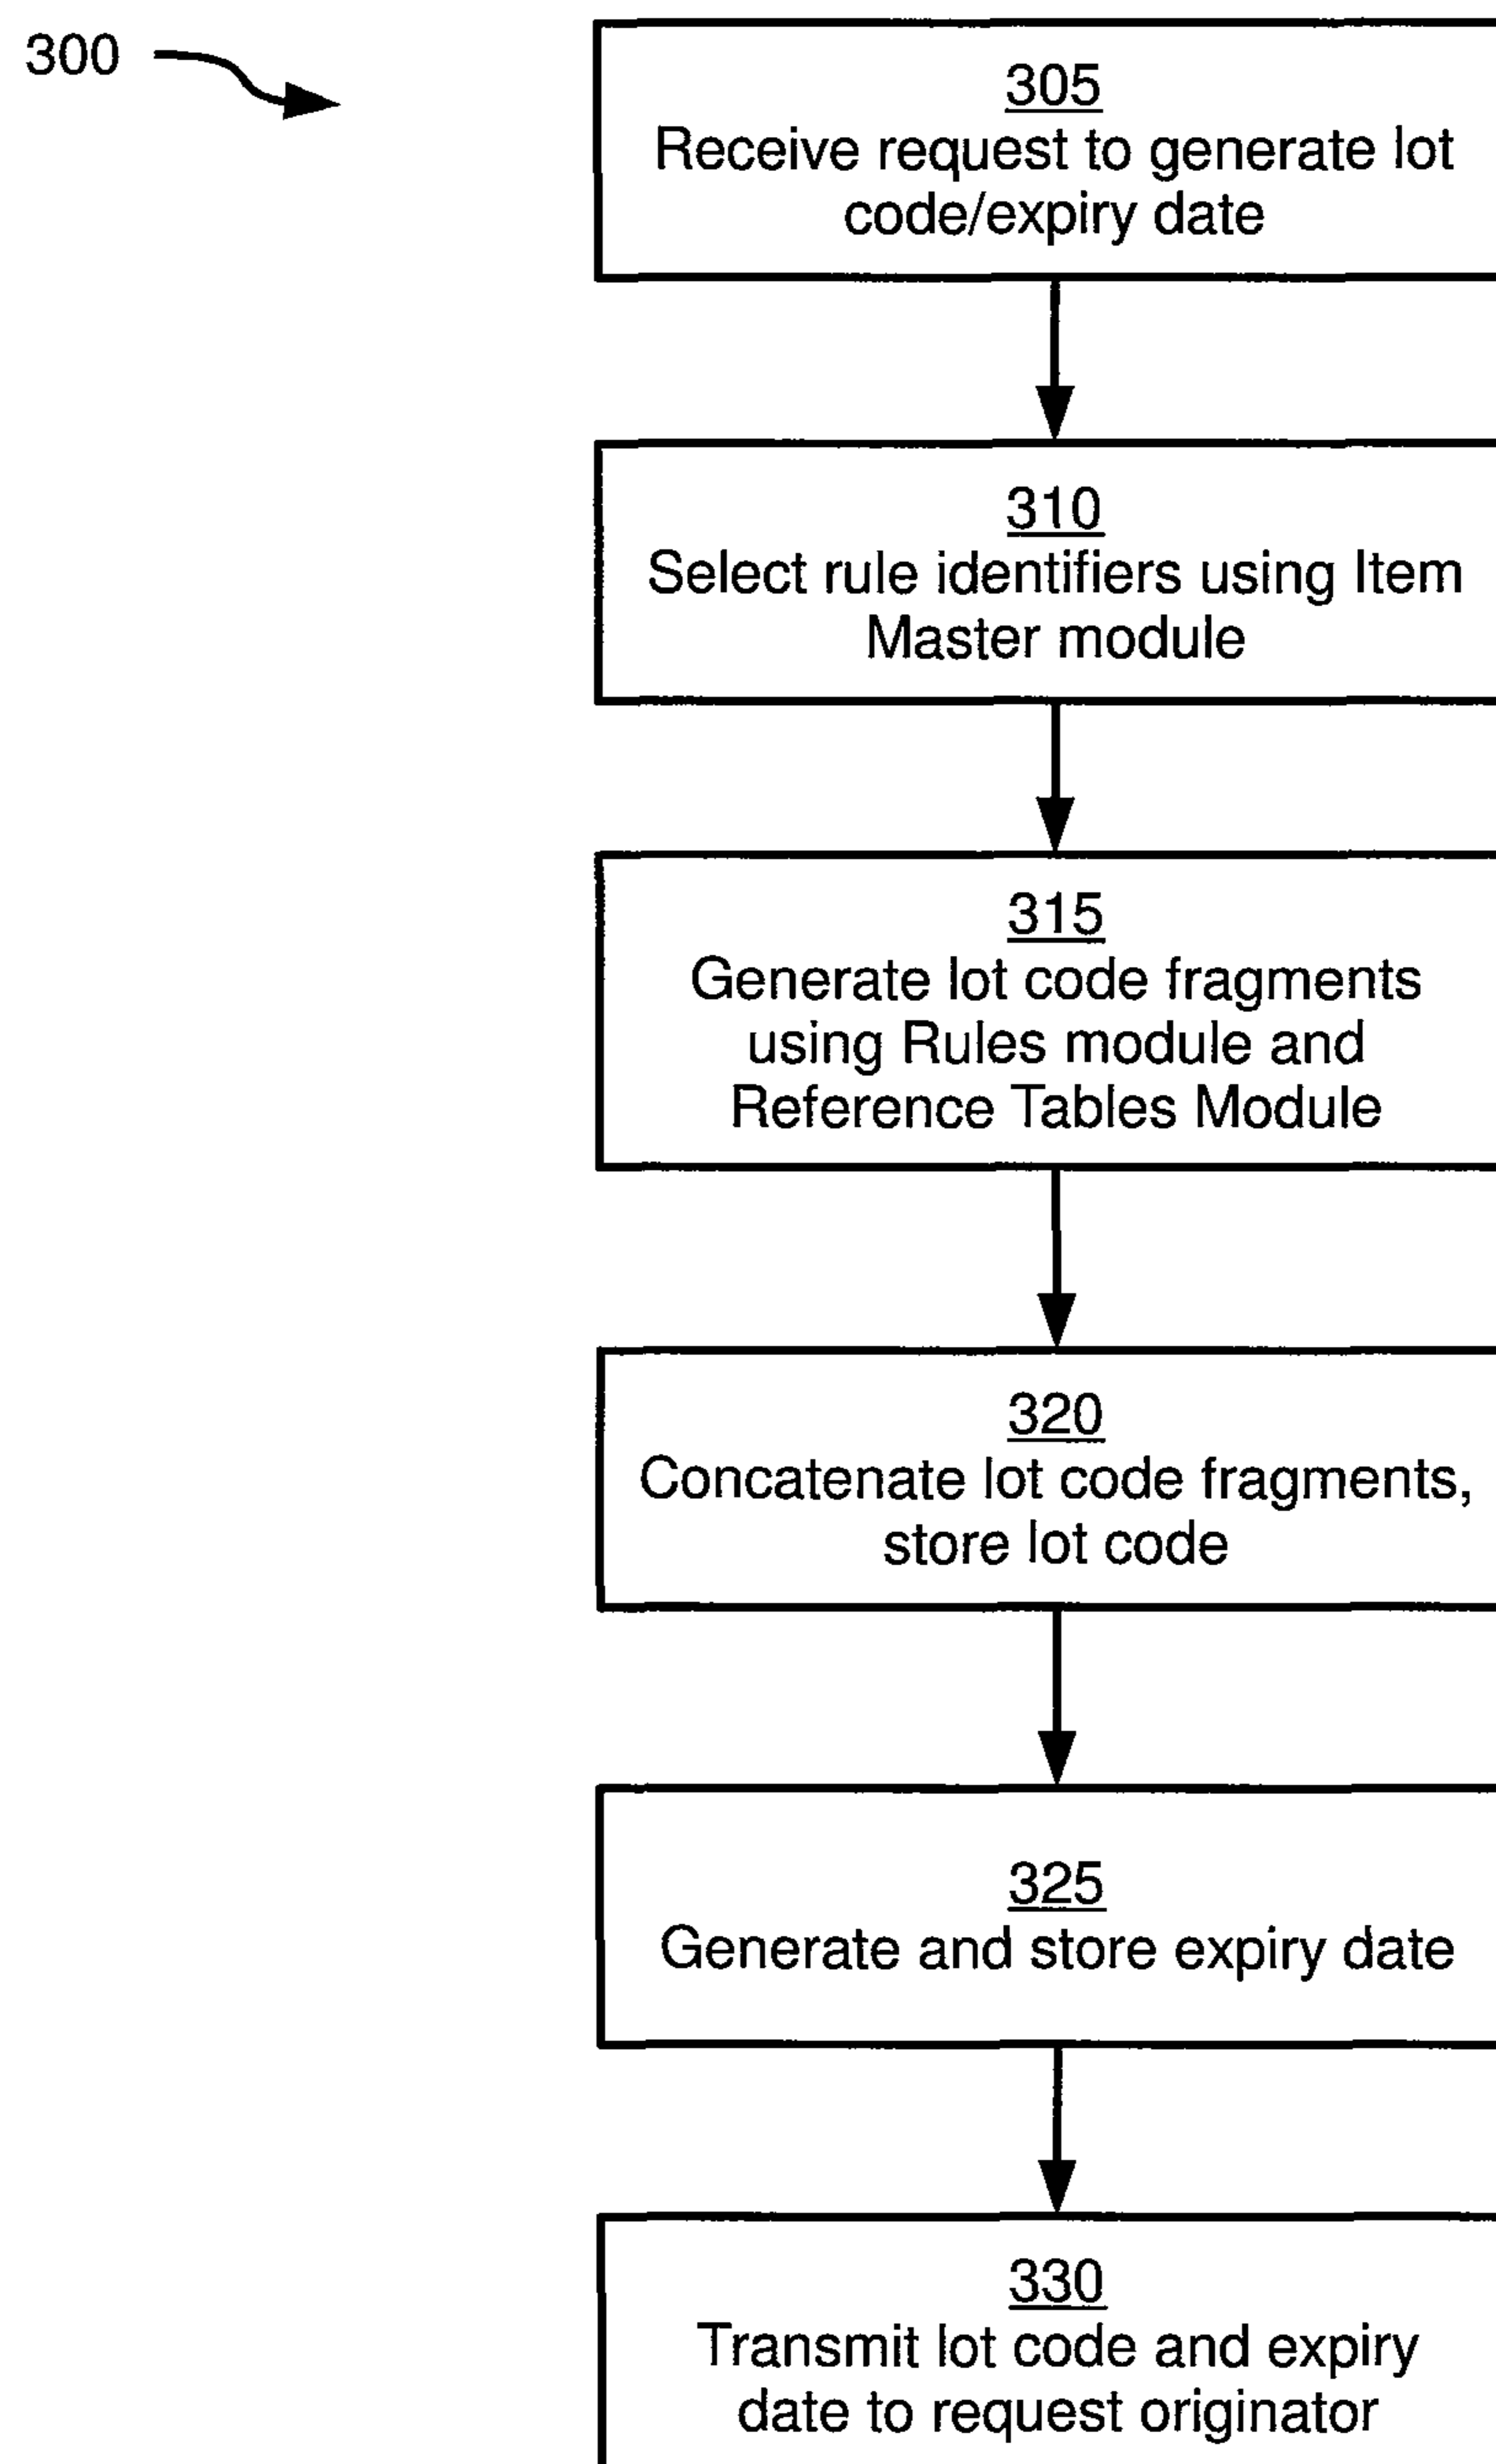 300
305
Receive request to generate lot
code/expiry date
310
Select rule identifiers using Item
Master module
315
Generate lot code fragments
using Rules module and
Reference Tables Module
320
Concatenate lot code fragments,
store lot code
325
Generate and store expiry date
330
Transmit lot code and expiry
date to request originator